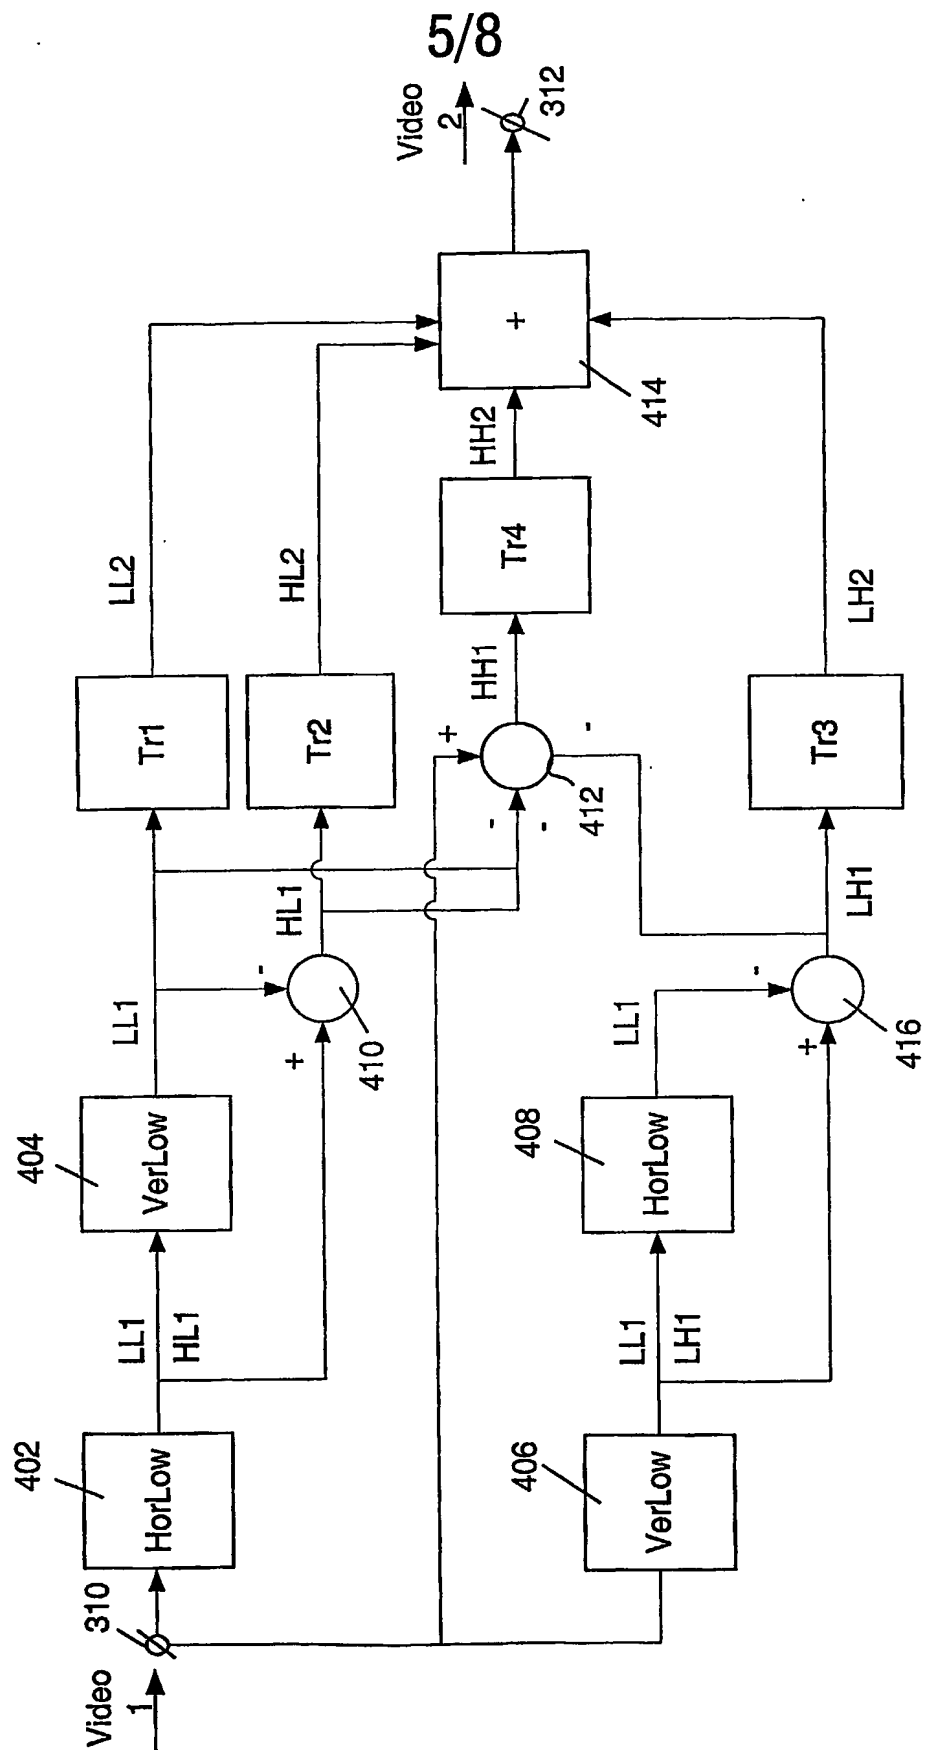 5/8
Video
1
310
402
HorLow
LL1
HL1
404
VerLow
LL1
-
+
410
HL1
Tr1
LL2
Tr2
HL2
+
-
-
-
412
HH1
Tr4
HH2
+
414
Video
2
312
406
VerLow
LL1
LH1
408
HorLow
LL1
-
+
416
LH1
Tr3
LH2